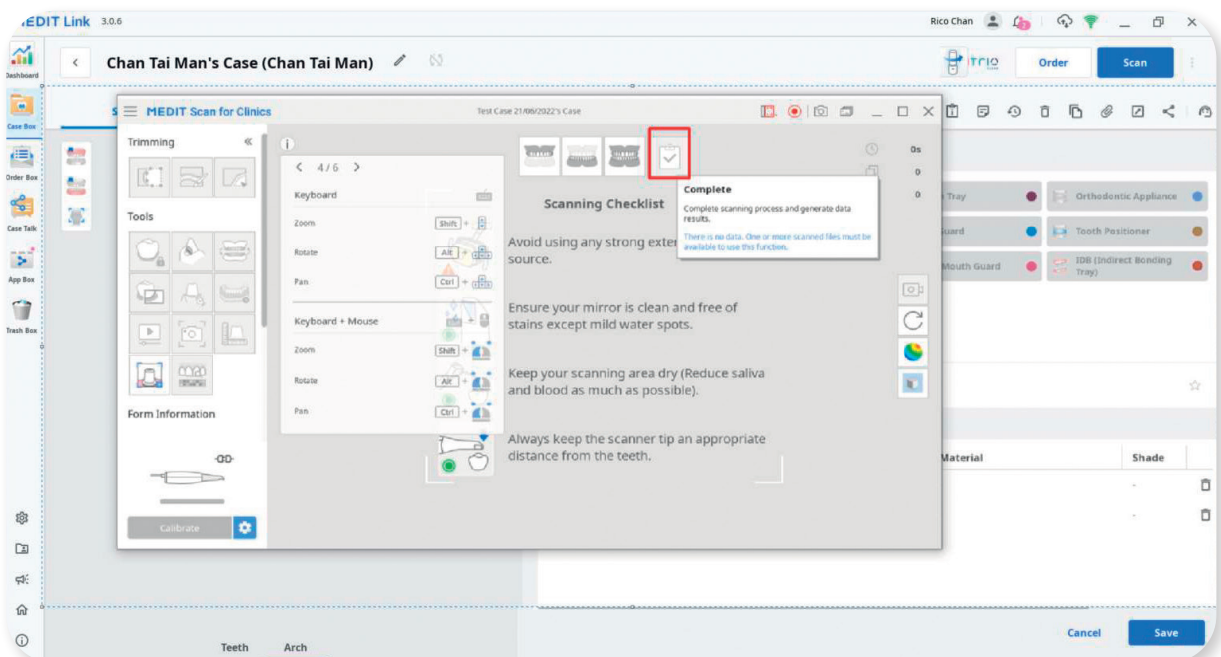 EDIT Link 3.0.6
Rico Chan
Dashboard
Case Box
Order Box
Case Talk
App Box
Trash Box
Chan Tai Man's Case (Chan Tai Man)
Order
Scan
MEDIT Scan for Clinics
Test Case 21/06/2022's Case
Trimming
Tools
Form Information
Calibrate
4/6
Keyboard
Zoom
Shift +
Rotate
Alt +
Pan
Ctrl +
Keyboard + Mouse
Zoom
Shift +
Rotate
Alt +
Pan
Ctrl +
Scanning Checklist
Avoid using any strong
source.
Ensure your mirror is clean and free of
stains except mild water spots.
Keep your scanning area dry (Reduce saliva
and blood as much as possible).
Always keep the scanner tip an appropriate
distance from the teeth.
Complete
Complete scanning process and generate data
results.
There is no data. One or more scanned files must be
available to use this function.
0s
0
0
Tray
Orthodontic Appliance
Guard
Tooth Positioner
Mouth Guard
IDB (Indirect Bonding
Tray)
Material
Shade
-
-
Teeth
Arch
Cancel
Save